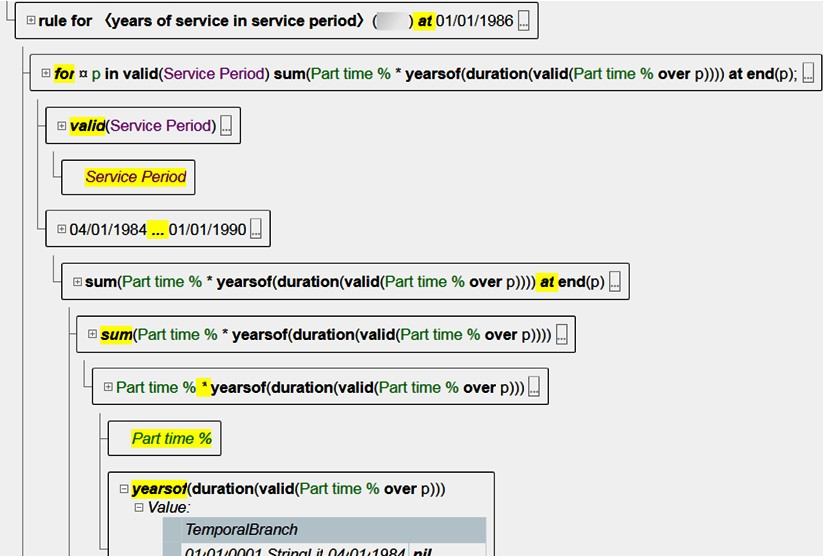 rule for 〈years of service in service period〉 ( ) at 01/01/1986 ...
for ¤ p in valid(Service Period) sum(Part time % * yearsof(duration(valid(Part time % over p)))) at end(p); ...
valid(Service Period) ...
Service Period
04/01/1984 ... 01/01/1990 ...
sum(Part time % * yearsof(duration(valid(Part time % over p)))) at end(p) ...
sum(Part time % * yearsof(duration(valid(Part time % over p)))) ...
Part time % * yearsof(duration(valid(Part time % over p))) ...
Part time %
yearsof(duration(valid(Part time % over p)))
Value:
TemporalBranch
01/01/0001 StringLit 04/01/1984 nil